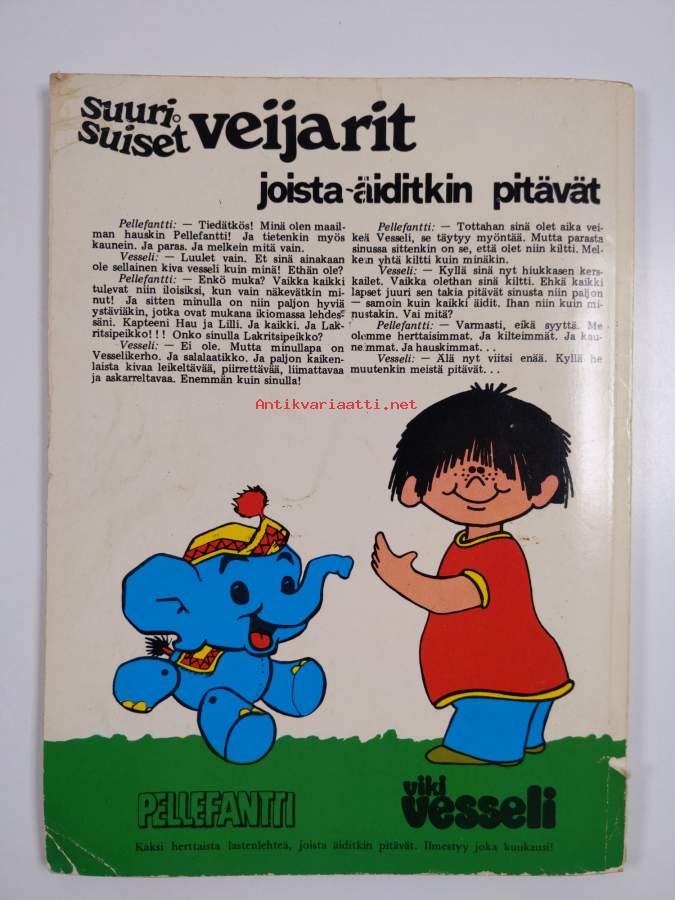 suuri-
suiset veijarit
joista äiditkin pitävät
Pellefantti: — Tiedätkös! Minä olen maail-
man hauskin Pellefantti! Ja tietenkin myös
kaunein. Ja paras. Ja melkein mitä vain.
Vesseli: — Luulet vain. Et sinä ainakaan
ole sellainen kiva vesseli kuin minä! Ethän ole?
Pellefantti: — Enkö muka? Vaikka kaikki
tulevat niin iloisiksi, kun vain näkevätkin mi-
nut! Ja sitten minulla on niin paljon hyviä
ystäviäkin, jotka ovat mukana ikiomassa lehdes-
säni. Kapteeni Hau ja Lilli. Ja kaikki. Ja Lak-
ritsipeikko!!! Onko sinulla Lakritsipeikko?
Vesseli: — Ei ole. Mutta minullapa on
Vesselikerho. Ja salalaatikko. Ja paljon kaiken-
laista kivaa leikeltävää, piirrettävää, liimattavaa
ja askarreltavaa. Enemmän kuin sinulla!
Pellefantti: — Tottahan sinä olet aika vei-
keä Vesseli, se täytyy myöntää. Mutta parasta
sinussa sittenkin on se, että olet niin kiltti. Mel-
kein yhtä kiltti kuin minäkin.
Vesseli: — Kyllä sinä nyt hiukkasen kers-
kailet. Vaikka olethan sinä kiltti. Ehkä kaikki
lapset juuri sen takia pitävät sinusta niin paljon
— samoin kuin kaikki äidit. Ihan niin kuin mi-
nustakin. Vai mitä?
Pellefantti: — Varmasti, eikä syyttä. Me
olemme herttaisimmat. Ja kilteimmät. Ja kau-
neimmat. Ja hauskimmat. . .
Vesseli: — Älä nyt viitsi enää. Kyllä he
muutenkin meistä pitävät. . .
Antikvariaatti.net
PELLEFANTTI
viki
vesseli
Kaksi herttaista lastenlehteä, joista äiditkin pitävät. Ilmestyy joka kuukausi!